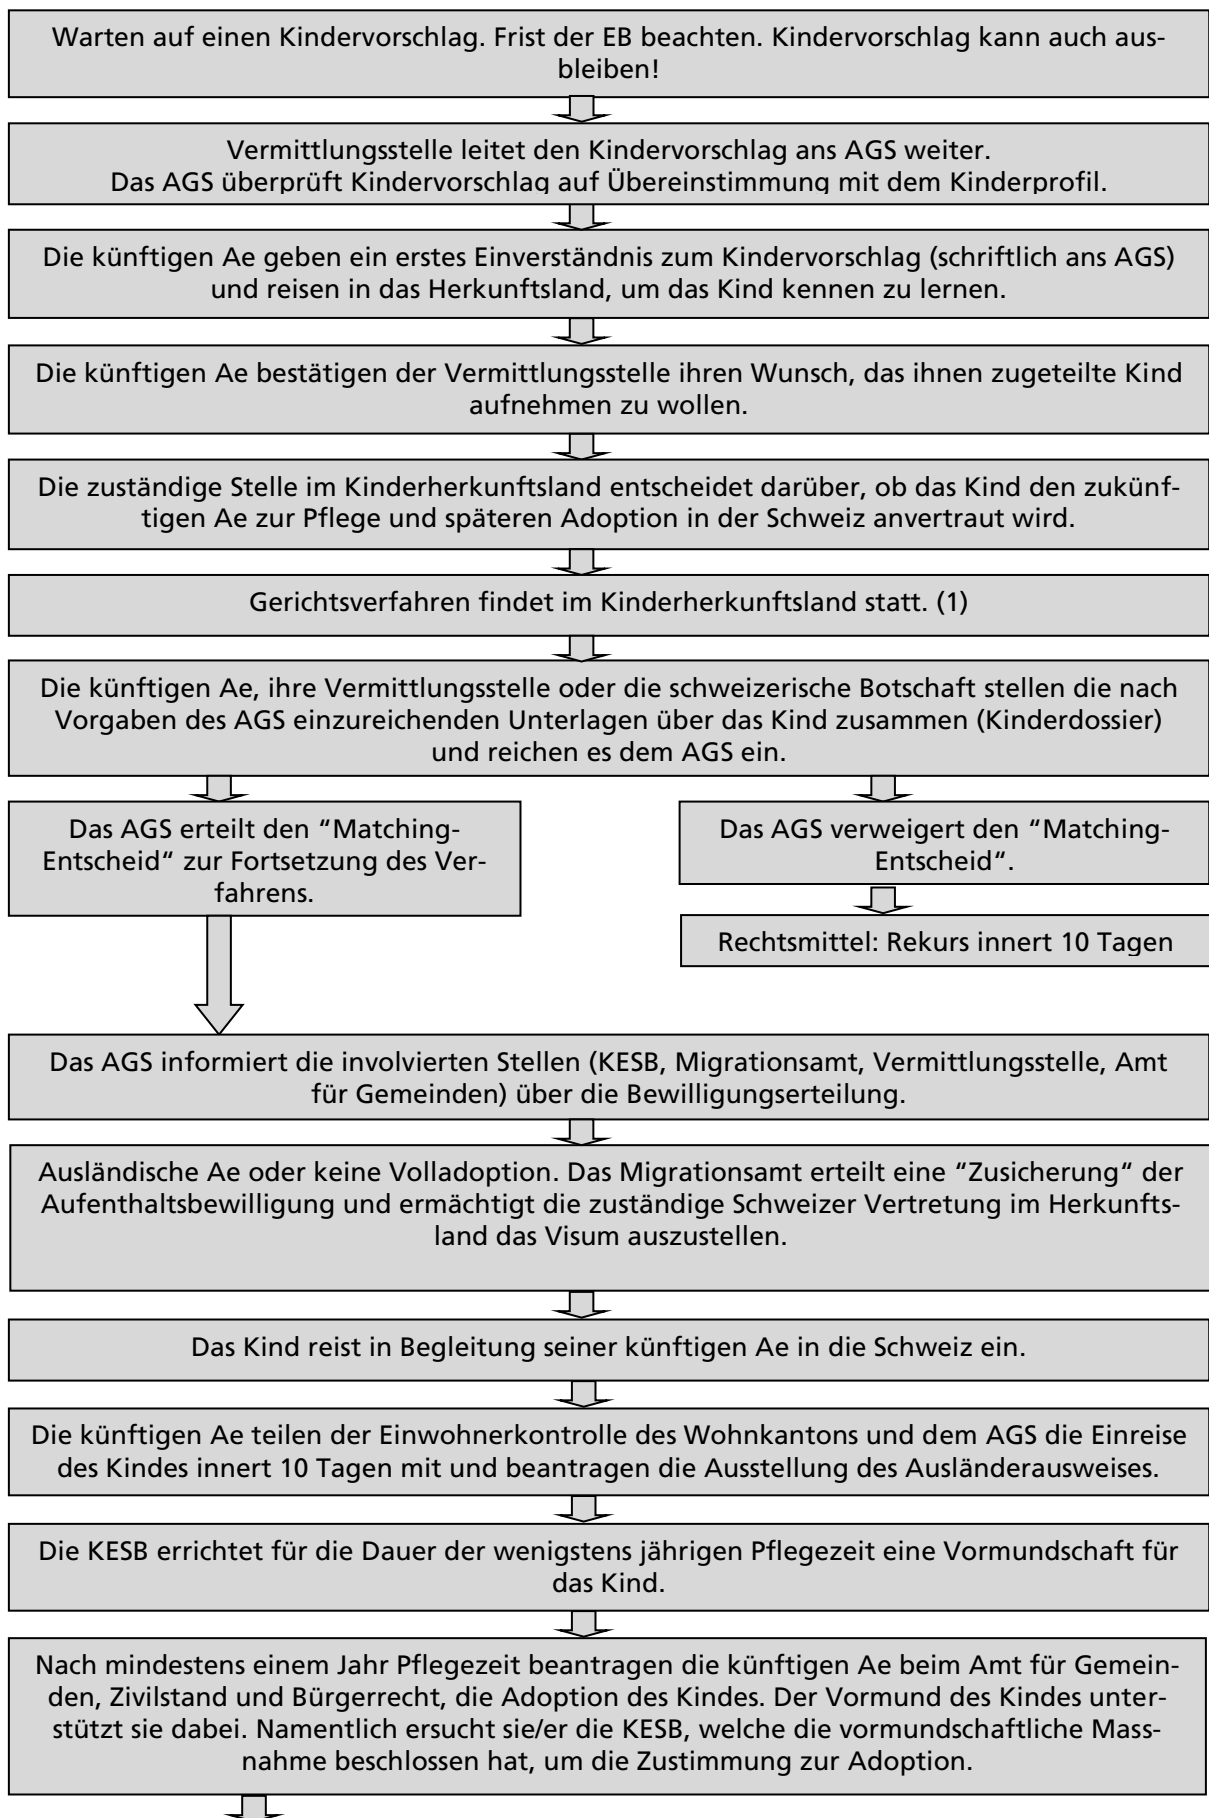 Warten auf einen Kindervorschlag. Frist der EB beachten. Kindervorschlag kann auch aus-
bleiben!
Vermittlungsstelle leitet den Kindervorschlag ans AGS weiter.
Das AGS überprüft Kindervorschlag auf Übereinstimmung mit dem Kinderprofil.
Die künftigen Ae geben ein erstes Einverständnis zum Kindervorschlag (schriftlich ans AGS)
und reisen in das Herkunftsland, um das Kind kennen zu lernen.
Die künftigen Ae bestätigen der Vermittlungsstelle ihren Wunsch, das ihnen zugeteilte Kind
aufnehmen zu wollen.
Die zuständige Stelle im Kinderherkunftsland entscheidet darüber, ob das Kind den zukünf-
tigen Ae zur Pflege und späteren Adoption in der Schweiz anvertraut wird.
Gerichtsverfahren findet im Kinderherkunftsland statt. (1)
Die künftigen Ae, ihre Vermittlungsstelle oder die schweizerische Botschaft stellen die nach
Vorgaben des AGS einzureichenden Unterlagen über das Kind zusammen (Kinderdossier)
und reichen es dem AGS ein.
Das AGS erteilt den “Matching-
Entscheid“ zur Fortsetzung des Ver-
fahrens.
Das AGS verweigert den “Matching-
Entscheid“.
Rechtsmittel: Rekurs innert 10 Tagen
Das AGS informiert die involvierten Stellen (KESB, Migrationsamt, Vermittlungsstelle, Amt
für Gemeinden) über die Bewilligungserteilung.
Ausländische Ae oder keine Volladoption. Das Migrationsamt erteilt eine “Zusicherung“ der
Aufenthaltsbewilligung und ermächtigt die zuständige Schweizer Vertretung im Herkunfts-
land das Visum auszustellen.
Das Kind reist in Begleitung seiner künftigen Ae in die Schweiz ein.
Die künftigen Ae teilen der Einwohnerkontrolle des Wohnkantons und dem AGS die Einreise
des Kindes innert 10 Tagen mit und beantragen die Ausstellung des Ausländerausweises.
Die KESB errichtet für die Dauer der wenigstens jährigen Pflegezeit eine Vormundschaft für
das Kind.
Nach mindestens einem Jahr Pflegezeit beantragen die künftigen Ae beim Amt für Gemein-
den, Zivilstand und Bürgerrecht, die Adoption des Kindes. Der Vormund des Kindes unter-
stützt sie dabei. Namentlich ersucht sie/er die KESB, welche die vormundschaftliche Mass-
nahme beschlossen hat, um die Zustimmung zur Adoption.